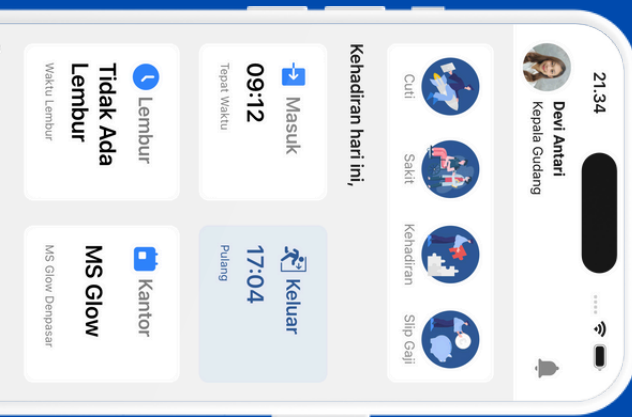 21.34
Devi Antari
Kepala Gudang
Cuti
Sakit
Kehadiran
Slip Gaji
Kehadiran hari ini,
Masuk
09:12
Tepat Waktu
Keluar
17:04
Pulang
Lembur
Tidak Ada
Lembur
Waktu Lembur
Kantor
MS Glow
MS Glow Denpasar